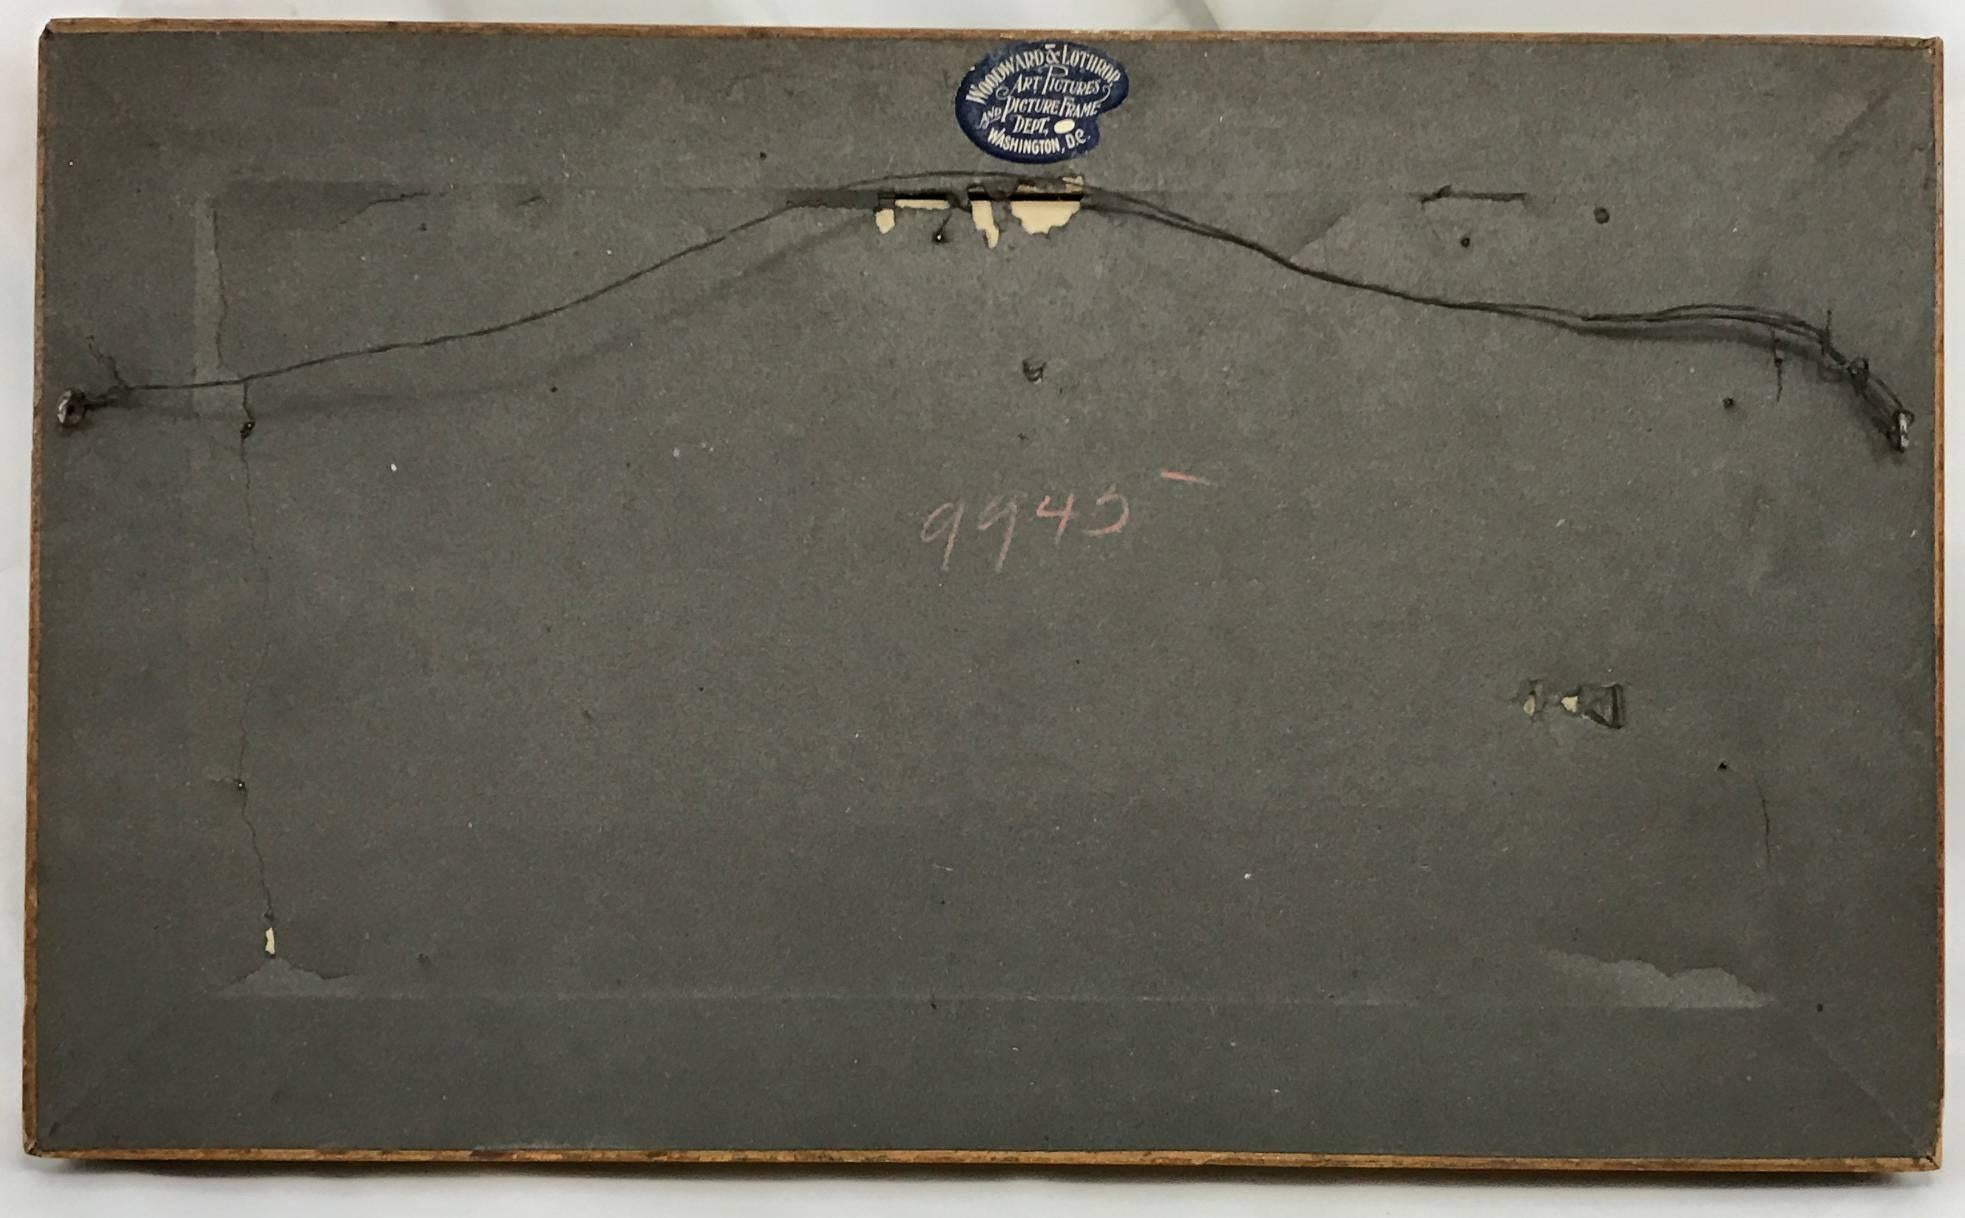 WOODWARD & LOTHROP
ART PICTURES
AND PICTURE FRAME
DEPT,
WASHINGTON, D.C.
9945